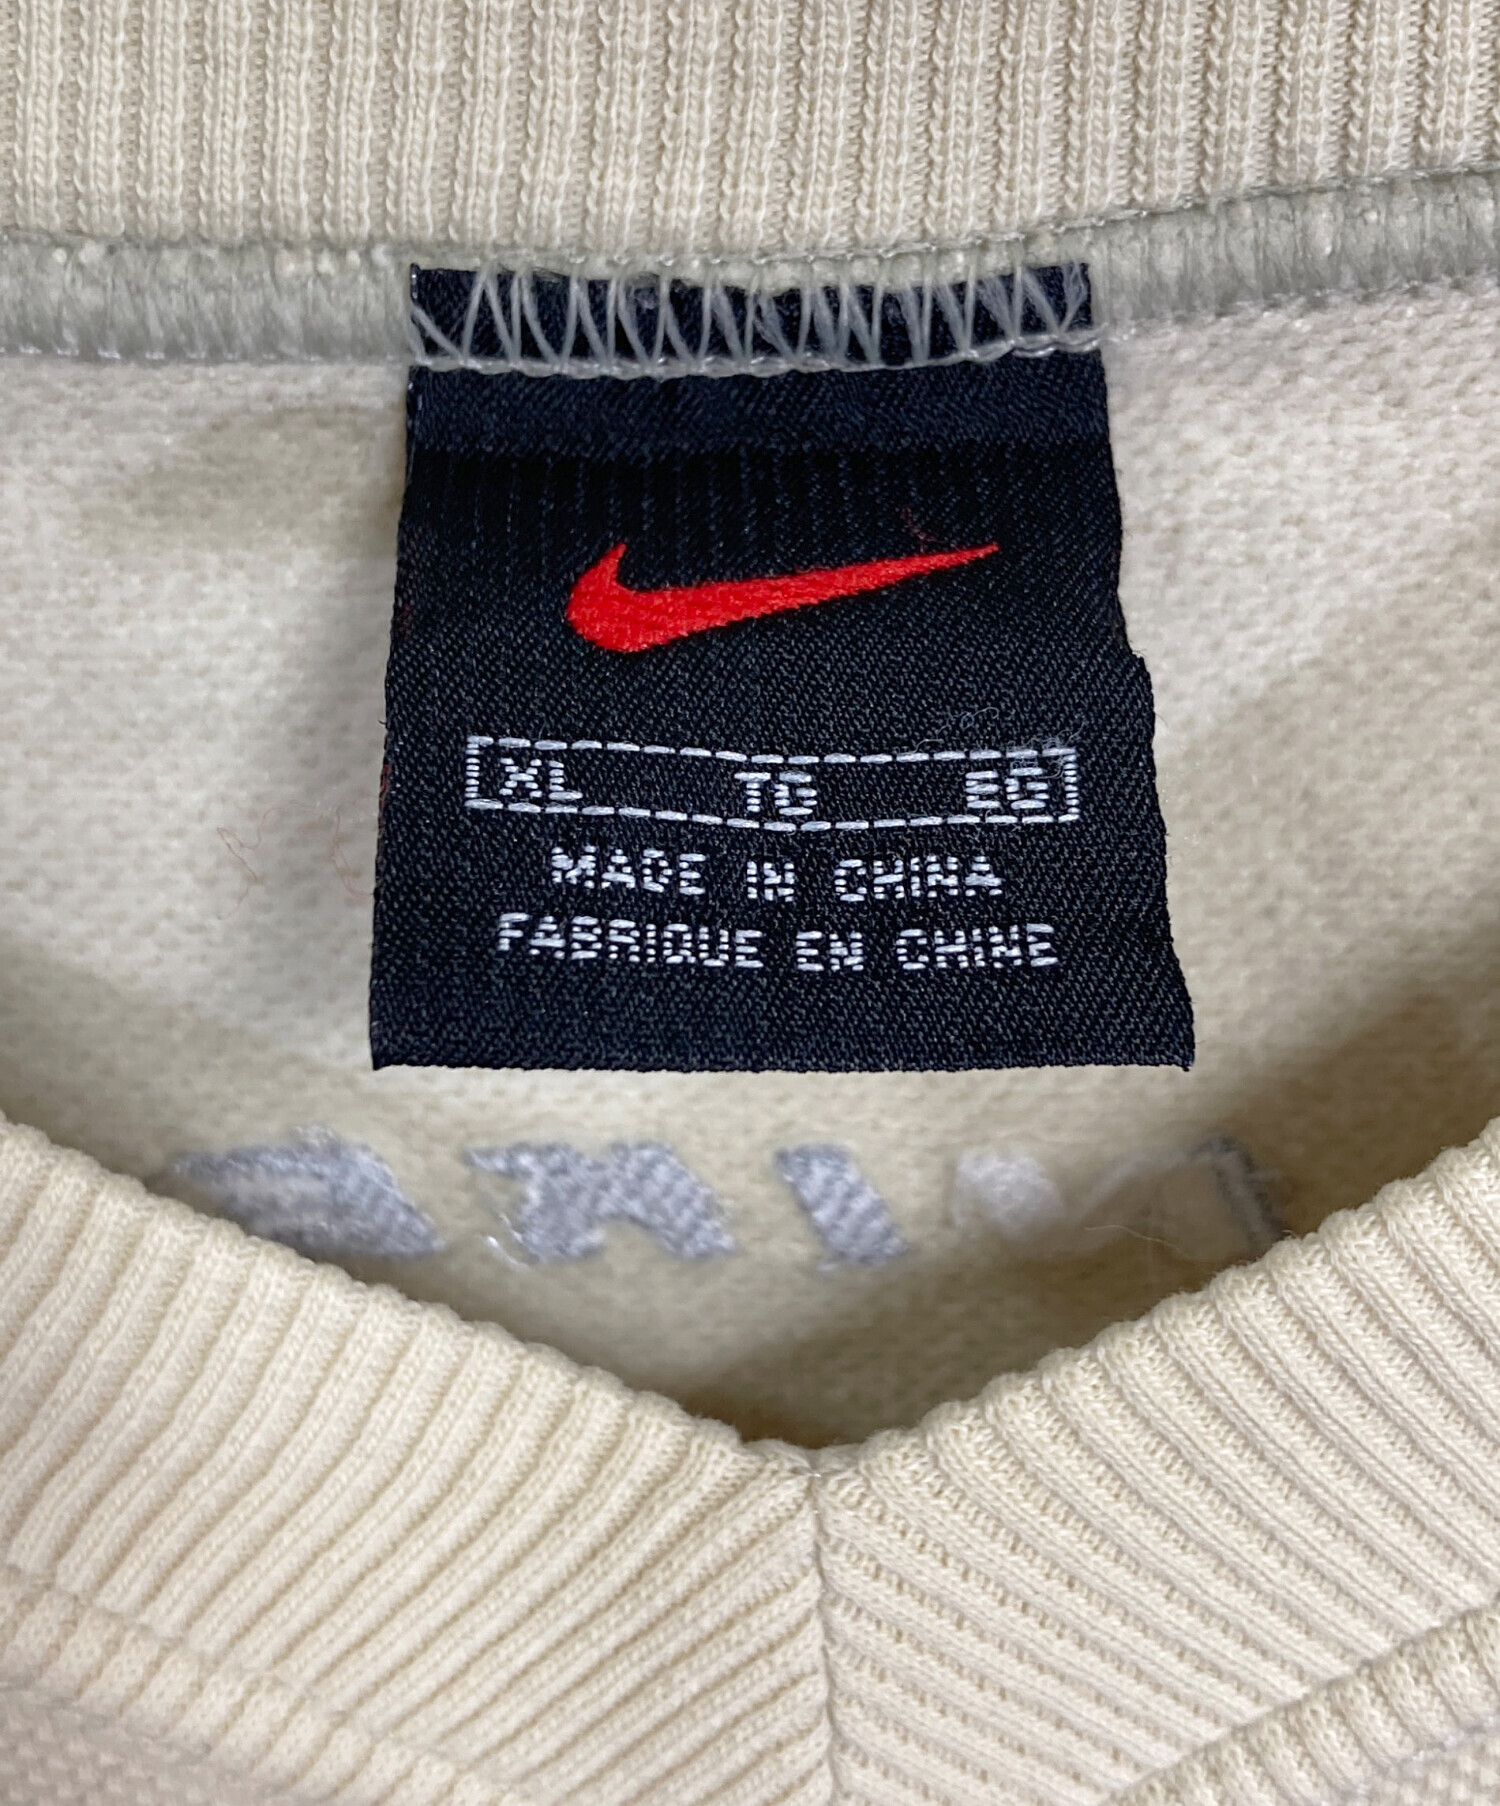 XL TG EG
MADE IN CHINA
FABRIQUE EN CHINE